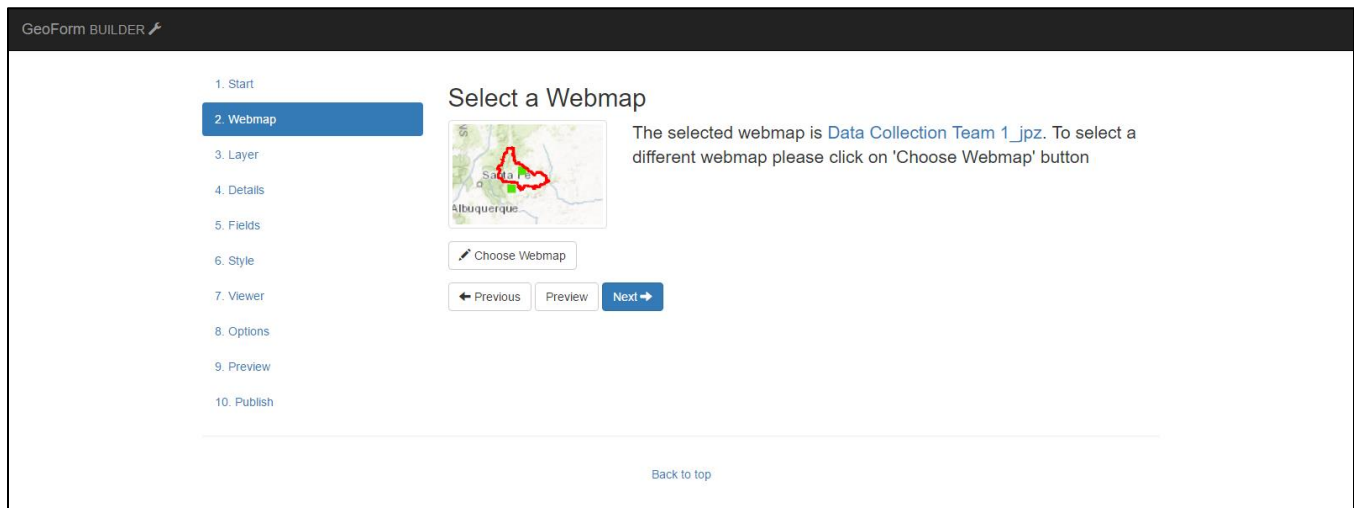 GeoForm BUILDER
1. Start
2. Webmap
3. Layer
4. Details
5. Fields
6. Style
7. Viewer
8. Options
9. Preview
10. Publish
Select a Webmap
Santa Fe
Albuquerque
The selected webmap is Data Collection Team 1_jpz. To select a
different webmap please click on 'Choose Webmap' button
Choose Webmap
Previous Preview Next
Back to top